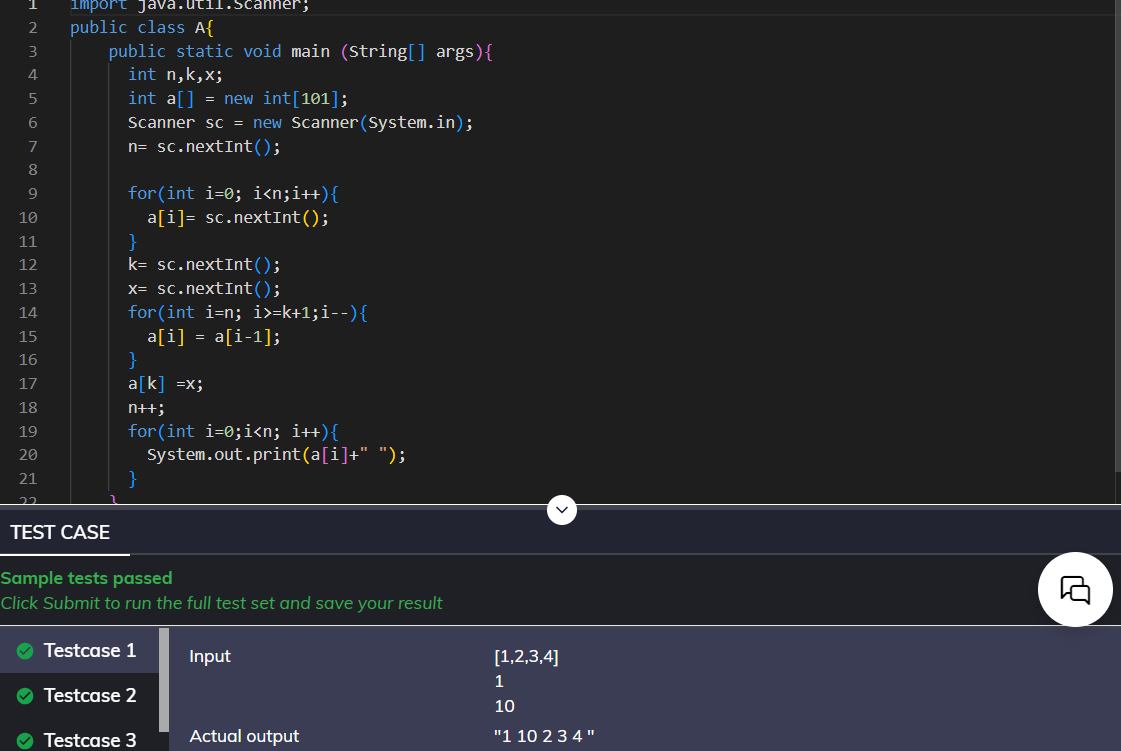 1 import java.util.Scanner;
2 public class A{
3 public static void main (String[] args){
4 int n,k,x;
5 int a[] = new int[101];
6 Scanner sc = new Scanner(System.in);
7 n= sc.nextInt();
8
9 for(int i=0; i<n;i++){
10 a[i]= sc.nextInt();
11 }
12 k= sc.nextInt();
13 x= sc.nextInt();
14 for(int i=n; i>=k+1;i--){
15 a[i] = a[i-1];
16 }
17 a[k] =x;
18 n++;
19 for(int i=0;i<n; i++){
20 System.out.print(a[i]+" ");
21 }
22 }
TEST CASE
Sample tests passed
Click Submit to run the full test set and save your result
Testcase 1
Testcase 2
Testcase 3
Input [1,2,3,4]
1
10
Actual output "1 10 2 3 4 "